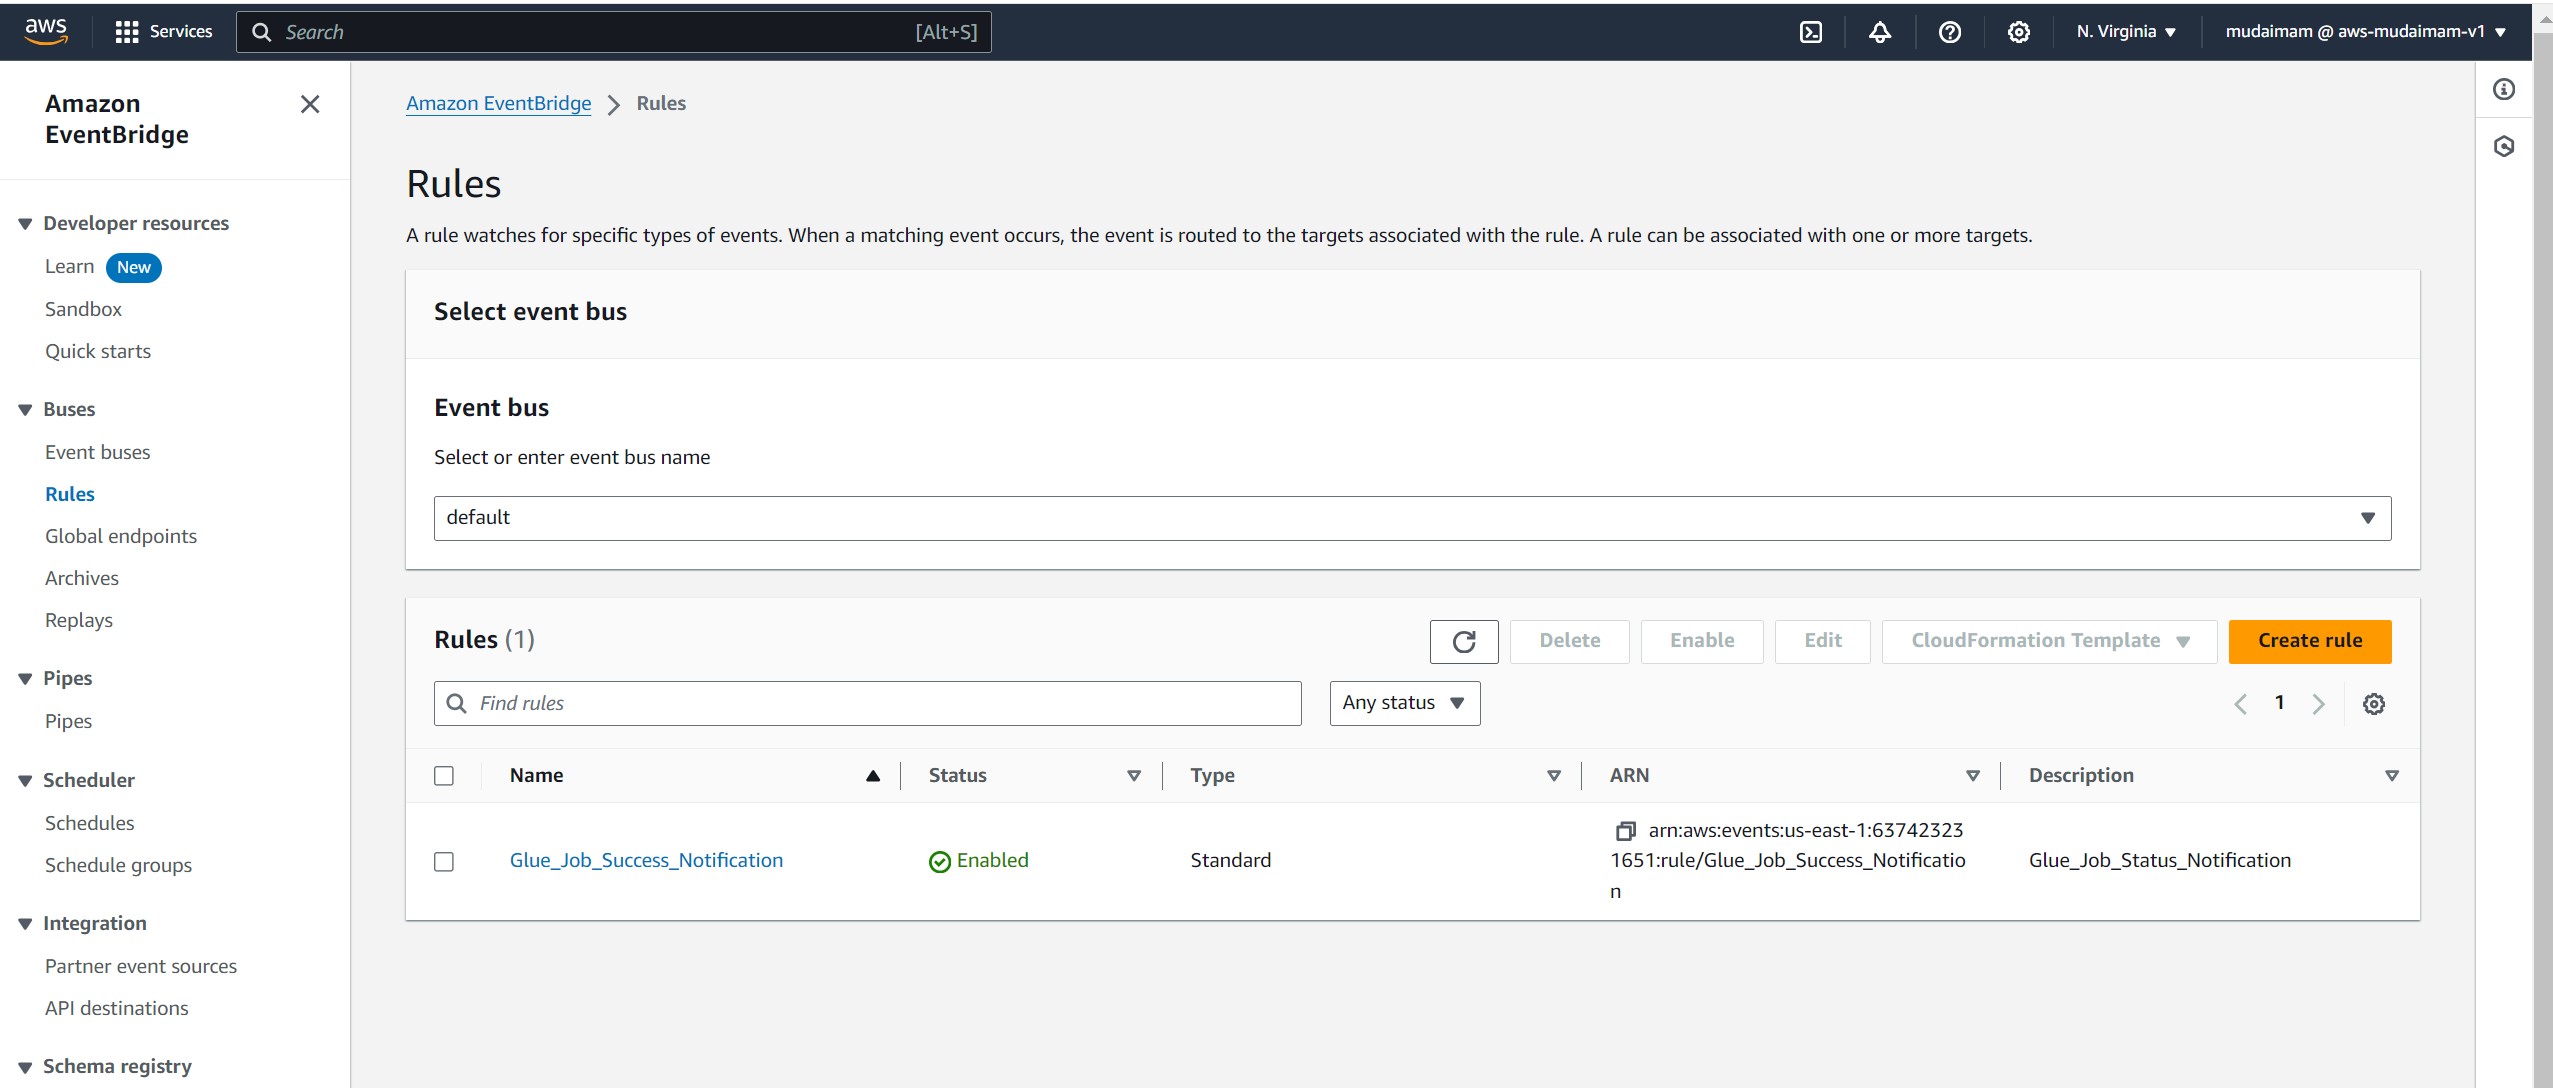 aws
Services
Search
[Alt+S]
N. Virginia
mudaimam @ aws-mudaimam-v1
Amazon
EventBridge
Developer resources
Learn New
Sandbox
Quick starts
Buses
Event buses
Rules
Global endpoints
Archives
Replays
Pipes
Pipes
Scheduler
Schedules
Schedule groups
Integration
Partner event sources
API destinations
Schema registry
Amazon EventBridge
Rules
Rules
A rule watches for specific types of events. When a matching event occurs, the event is routed to the targets associated with the rule. A rule can be associated with one or more targets.
Select event bus
Event bus
Select or enter event bus name
default
Rules (1)
Delete
Enable
Edit
CloudFormation Template
Create rule
Find rules
Any status
1
Name
Status
Type
ARN
Description
Glue_Job_Success_Notification
Enabled
Standard
arn:aws:events:us-east-1:63742323
1651:rule/Glue_Job_Success_Notificatio
n
Glue_Job_Status_Notification